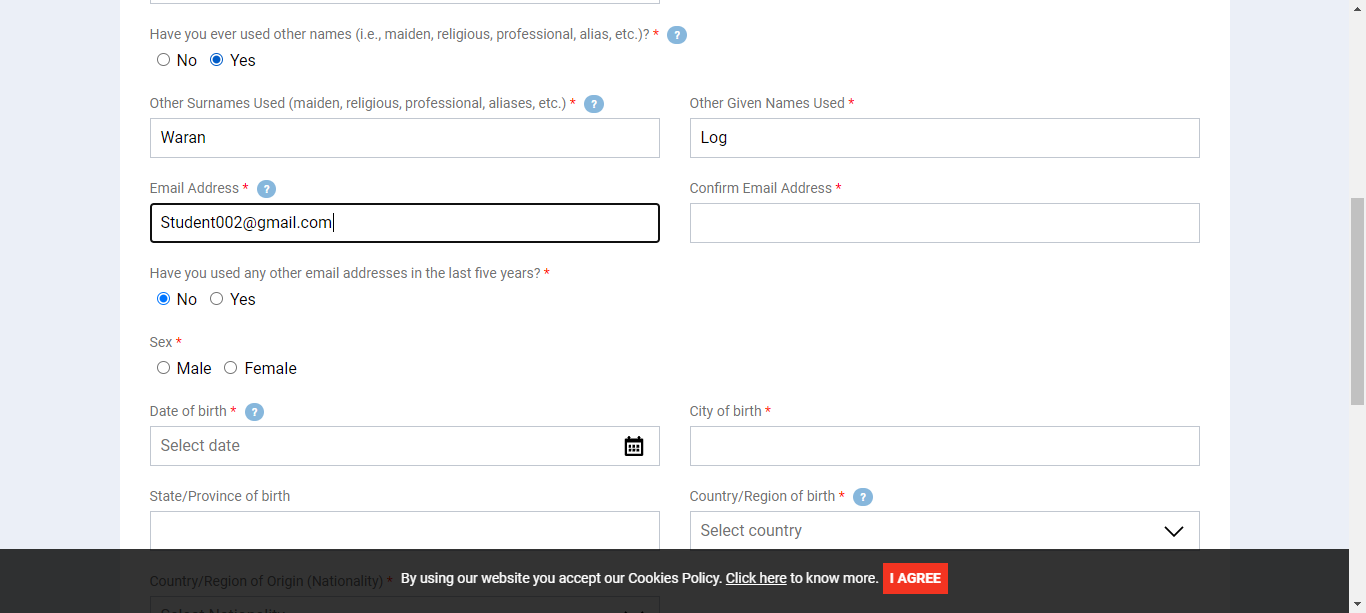 Have you ever used other names (i.e., maiden, religious, professional, alias, etc.)? * ?
No Yes
Other Surnames Used (maiden, religious, professional, aliases, etc.) * ?
Other Given Names Used *
Waran
Log
Email Address * ?
Confirm Email Address *
Student002@gmail.com
Have you used any other email addresses in the last five years? *
No Yes
Sex *
Male Female
Date of birth * ?
City of birth *
Select date
State/Province of birth
Country/Region of birth * ?
Select country
Country/Region of Origin (Nationality) *
By using our website you accept our Cookies Policy. Click here to know more. I AGREE
Select Nationality